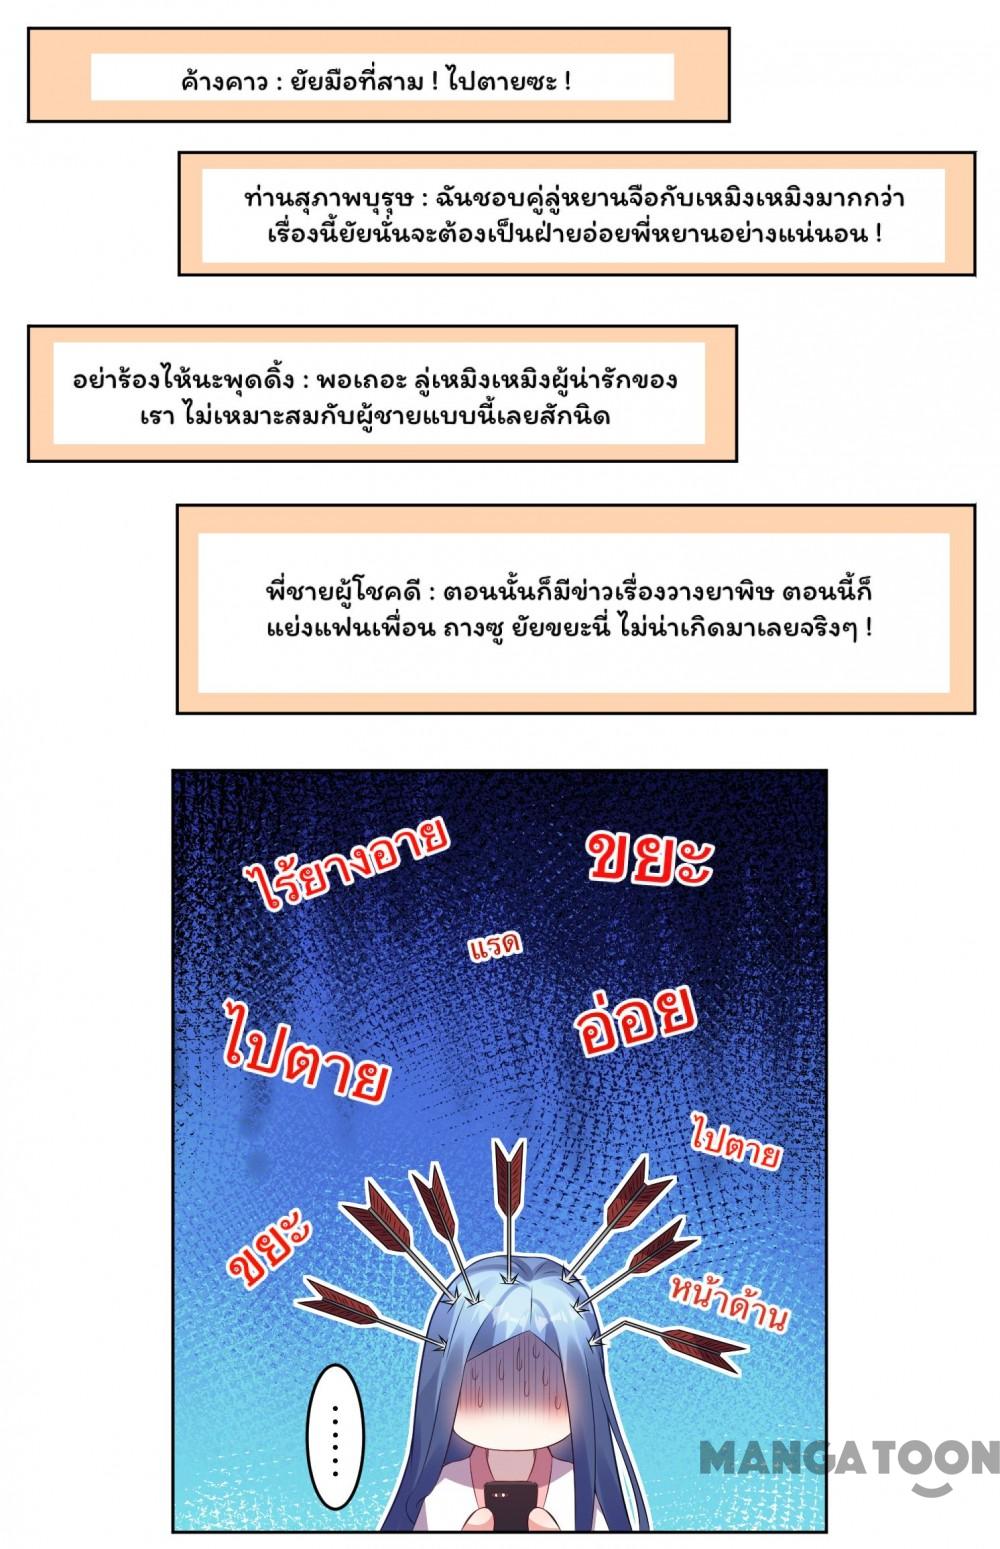 ค้างคาว : ยัยมือที่สาม ! ไปตายซะ !
ท่านสุภาพบุรุษ : ฉันชอบคู่ลู่หยานจือกับเหมิงเหมิงมากกว่า
เรื่องนี้ยัยนั่นจะต้องเป็นฝ่ายอ่อยพี่หยานอย่างแน่นอน !
อย่าร้องไห้นะพุดดิ้ง : พอเถอะ ลู่เหมิงเหมิงผู้น่ารักของ
เรา ไม่เหมาะสมกับผู้ชายแบบนี้เลยสักนิด
พี่ชายผู้โชคดี : ตอนนั้นก็มีข่าวเรื่องวางยาพิษ ตอนนี้ก็
แย่งแฟนเพื่อน ถางซู ยัยขยะนี่ ไม่น่าเกิดมาเลยจริงๆ !
ไร้ยางอาย
ขยะ
แรด
อ่อย
ไปตาย
ไปตาย
ขยะ
หน้าด้าน
......
MANGATOON